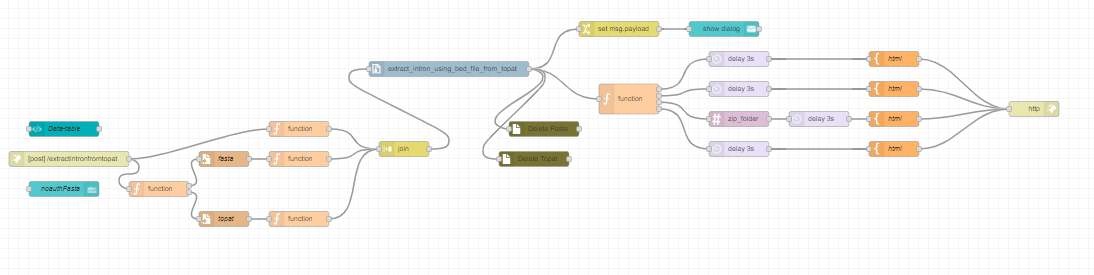 set msg.payload
show dialog
extract_intron_using_bed_file_from_topat
delay 3s
html
function
delay 3s
html
http
zip_folder
delay 3s
html
delay 3s
html
Delete Fasta
Delete Topat
Data-table
function
join
[post] /extractintronfromtopat
fasta
function
noauthFasta
function
topat
function